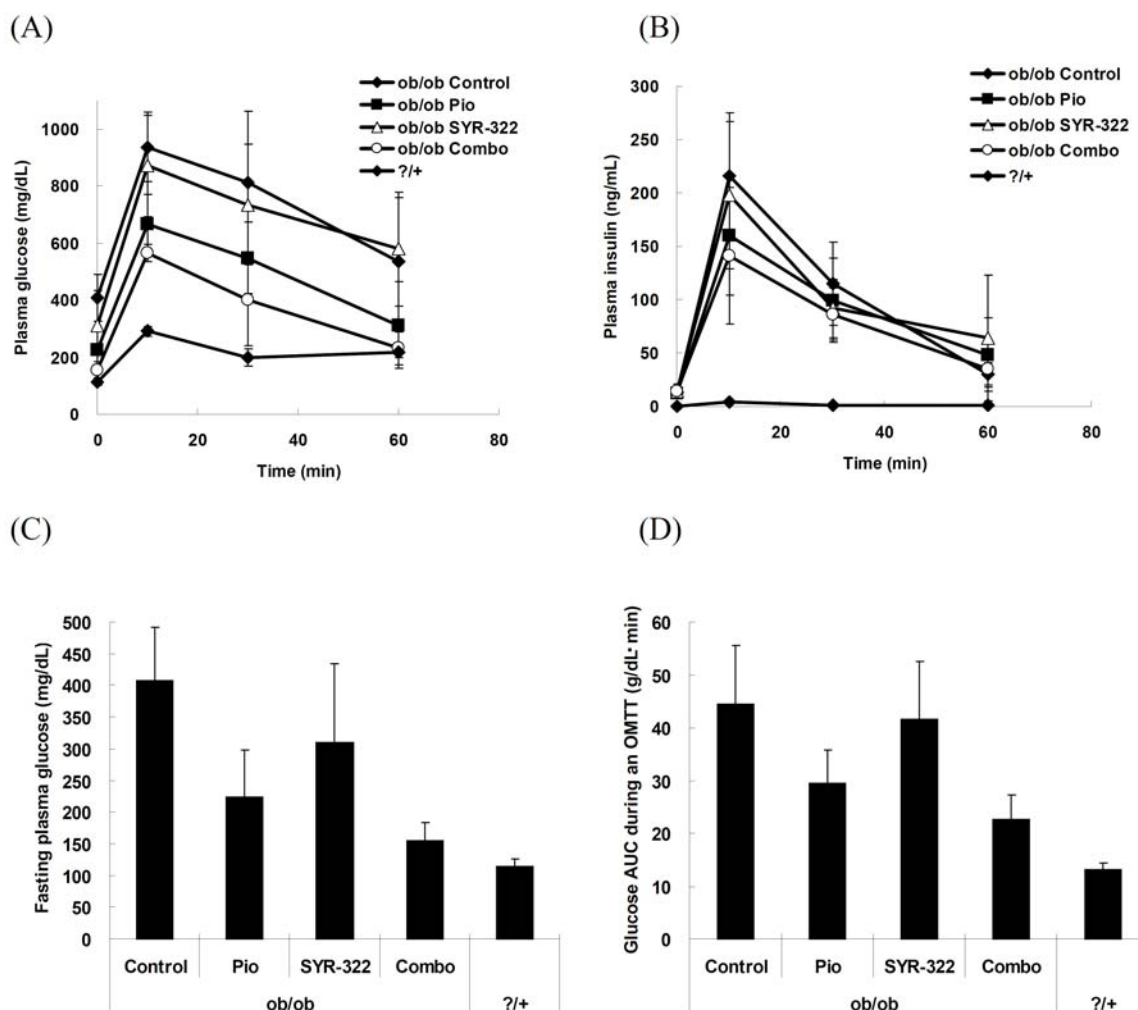 (A)
ob/ob Control
ob/ob Pio
ob/ob SYR-322
ob/ob Combo
?/+
Plasma glucose (mg/dL)
1000
800
600
400
200
0
0 20 40 60 80
Time (min)
(B)
ob/ob Control
ob/ob Pio
ob/ob SYR-322
ob/ob Combo
?/+
Plasma insulin (ng/mL)
300
250
200
150
100
50
0
0 20 40 60 80
Time (min)
(C)
Fasting plasma glucose (mg/dL)
500
450
400
350
300
250
200
150
100
50
0
Control Pio SYR-322 Combo
ob/ob ?/+
(D)
Glucose AUC during an OMTT (g/dL·min)
60
50
40
30
20
10
0
Control Pio SYR-322 Combo
ob/ob ?/+